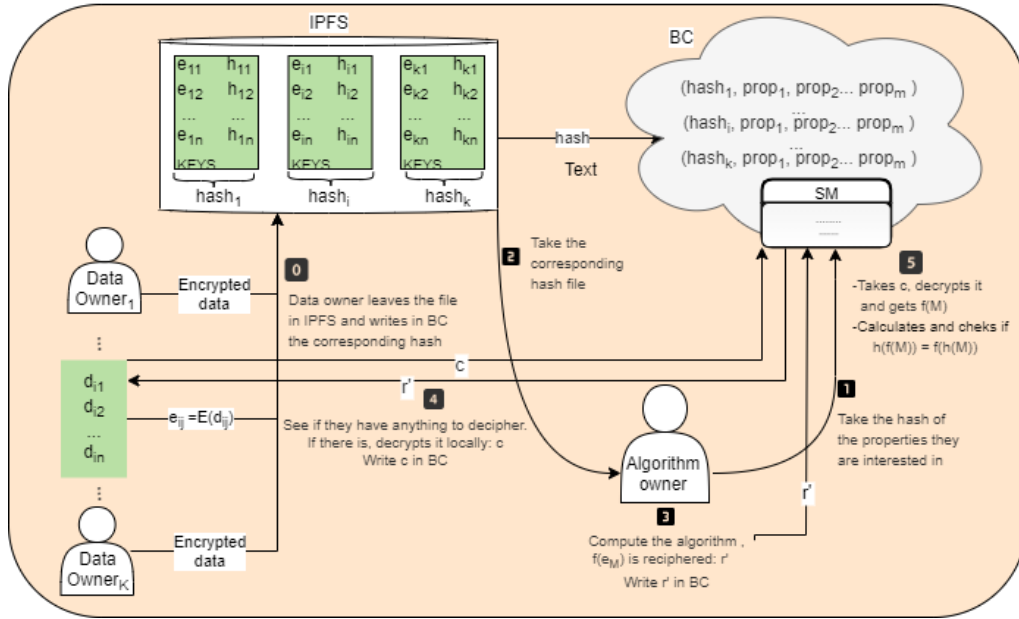 IPFS
BC
e11 h11
e12 h12
... ...
e1n h1n
KEYS
hash1
ei1 hi1
ei2 hi2
... ...
ein hin
KEYS
hashi
ek1 hk1
ek2 hk2
... ...
ekn hkn
KEYS
hashk
hash
Text
(hash1, prop1, prop2... propm )
...
(hashi, prop1, prop2... propm )
...
(hashk, prop1, prop2... propm )
SM
.........
......
Data
Owner1
Encrypted
data
0
Data owner leaves the file
in IPFS and writes in BC
the corresponding hash
2
Take the
corresponding
hash file
5
-Takes c, decrypts it
and gets f(M)
-Calculates and cheks if
h(f(M)) = f(h(M))
...
di1
di2
...
din
...
c
r'
4
eij =E(dij)
See if they have anything to decipher.
If there is, decrypts it locally: c
Write c in BC
1
Take the hash of
the properties they
are interested in
Algorithm
owner
r'
3
Compute the algorithm ,
f(eM) is reciphered: r'
Write r' in BC
Data
OwnerK
Encrypted
data